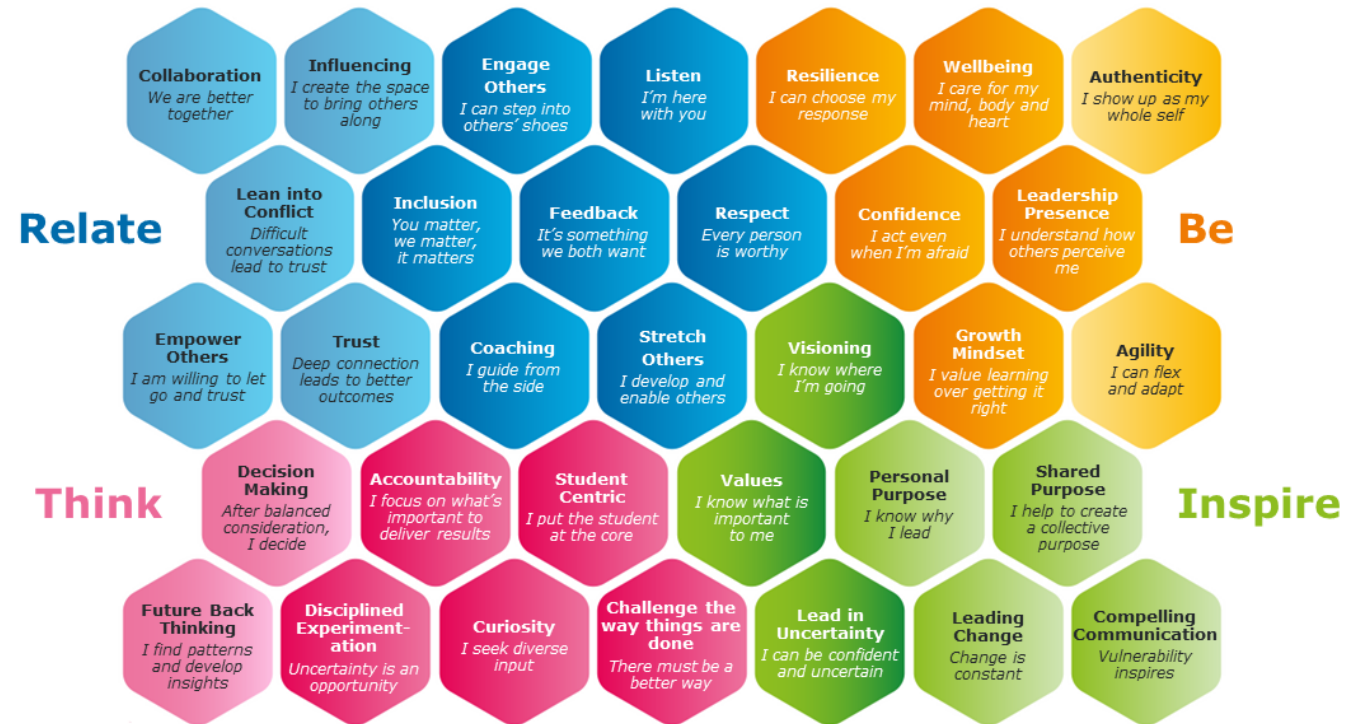 Collaboration
We are better
together
Influencing
I create the space
to bring others
along
Engage
Others
I can step into
others’ shoes
Listen
I’m here
with you
Resilience
I can choose my
response
Wellbeing
I care for my
mind, body and
heart
Authenticity
I show up as my
whole self
Relate
Lean into
Conflict
Difficult
conversations
lead to trust
Inclusion
You matter,
we matter,
it matters
Feedback
It’s something
we both want
Respect
Every person
is worthy
Confidence
I act even
when I’m afraid
Leadership
Presence
I understand how
others perceive
me
Be
Empower
Others
I am willing to let
go and trust
Trust
Deep connection
leads to better
outcomes
Coaching
I guide from
the side
Stretch
Others
I develop and
enable others
Visioning
I know where
I’m going
Growth
Mindset
I value learning
over getting it
right
Agility
I can flex
and adapt
Think
Decision
Making
After balanced
consideration,
I decide
Accountability
I focus on what’s
important to
deliver results
Student
Centric
I put the student
at the core
Values
I know what is
important
to me
Personal
Purpose
I know why
I lead
Shared
Purpose
I help to create
a collective
purpose
Inspire
Future Back
Thinking
I find patterns
and develop
insights
Disciplined
Experiment-
ation
Uncertainty is an
opportunity
Curiosity
I seek diverse
input
Challenge the
way things are
done
There must be a
better way
Lead in
Uncertainty
I can be confident
and uncertain
Leading
Change
Change is
constant
Compelling
Communication
Vulnerability
inspires